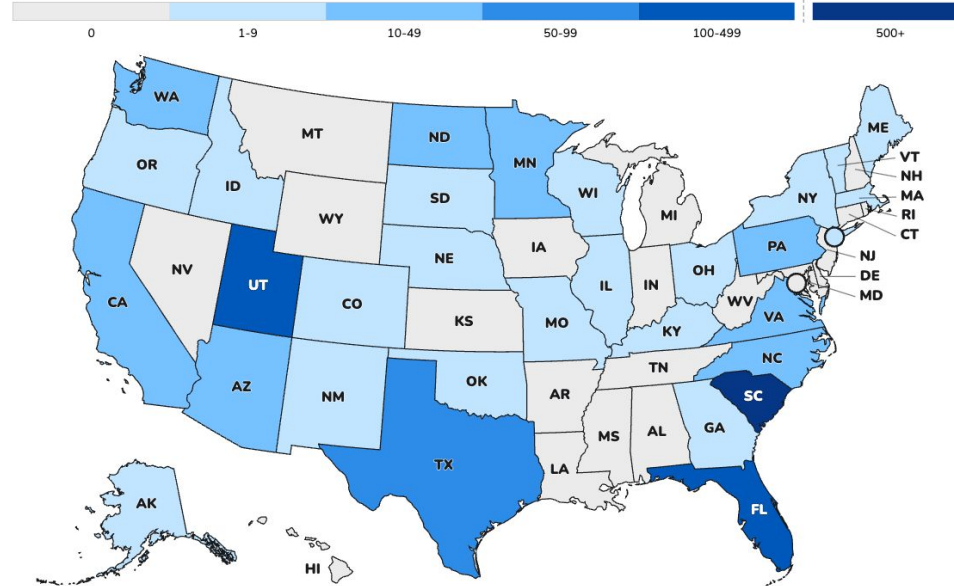 0 1-9 10-49 50-99 100-499 500+
WA
ME
MT
ND
VT
OR
MN
NH
ID
WI
MA
SD
NY
RI
WY
MI
CT
IA
PA
NJ
NE
OH
NV
IL
IN
DE
UT
MD
CA
CO
WV
VA
KS
MO
KY
NC
TN
AZ
OK
NM
AR
SC
MS
AL
GA
TX
LA
AK
FL
HI